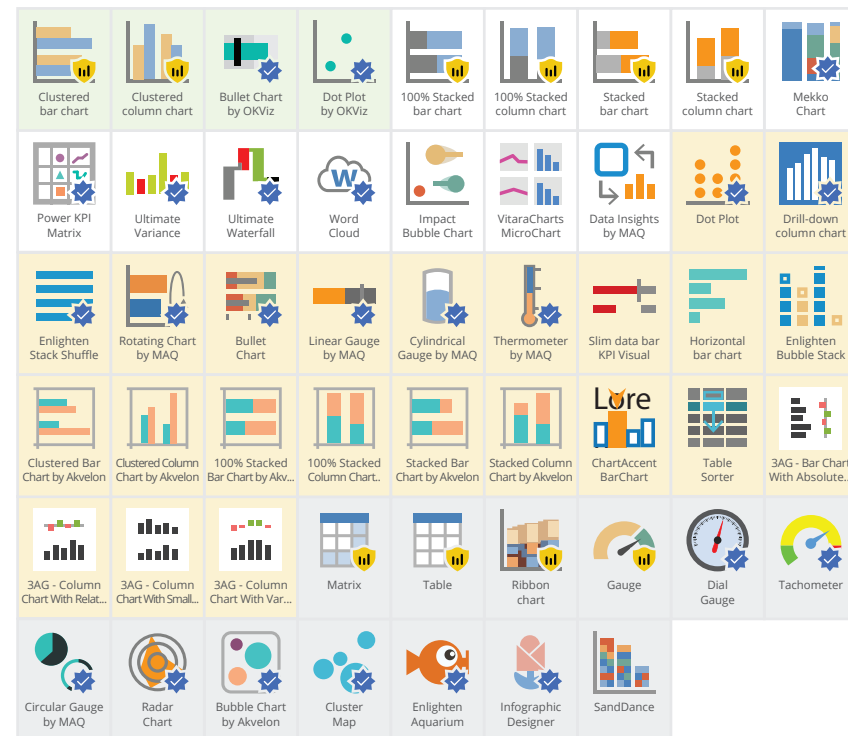 Clustered
bar chart
Clustered
column chart
Bullet Chart
by OKViz
Dot Plot
by OKViz
100% Stacked
bar chart
100% Stacked
column chart
Stacked
bar chart
Stacked
column chart
Mekko
Chart
W
Power KPI
Matrix
Ultimate
Variance
Ultimate
Waterfall
Word
Cloud
Impact
Bubble Chart
VitaraCharts
MicroChart
Data Insights
by MAQ
Dot Plot
Drill-down
column chart
Enlighten
Stack Shuffle
Rotating Chart
by MAQ
Bullet
Chart
Linear Gauge
by MAQ
Cylindrical
Gauge by MAQ
Thermometer
by MAQ
Slim data bar
KPI Visual
Horizontal
bar chart
Enlighten
Bubble Stack
Lore
Clustered Bar
Chart by Akvelon
Clustered Column
Chart by Akvelon
100% Stacked
Bar Chart by Akv...
100% Stacked
Column Chart..
Stacked Bar
Chart by Akvelon
Stacked Column
Chart by Akvelon
ChartAccent
BarChart
Table
Sorter
3AG - Bar Chart
With Absolute..
3AG - Column
Chart With Relat...
3AG - Column
Chart With Small...
3AG - Column
Chart With Var...
Matrix
Table
Ribbon
chart
Gauge
Dial
Gauge
Tachometer
Circular Gauge
by MAQ
Radar
Chart
Bubble Chart
by Akvelon
Cluster
Map
Enlighten
Aquarium
Infographic
Designer
SandDance